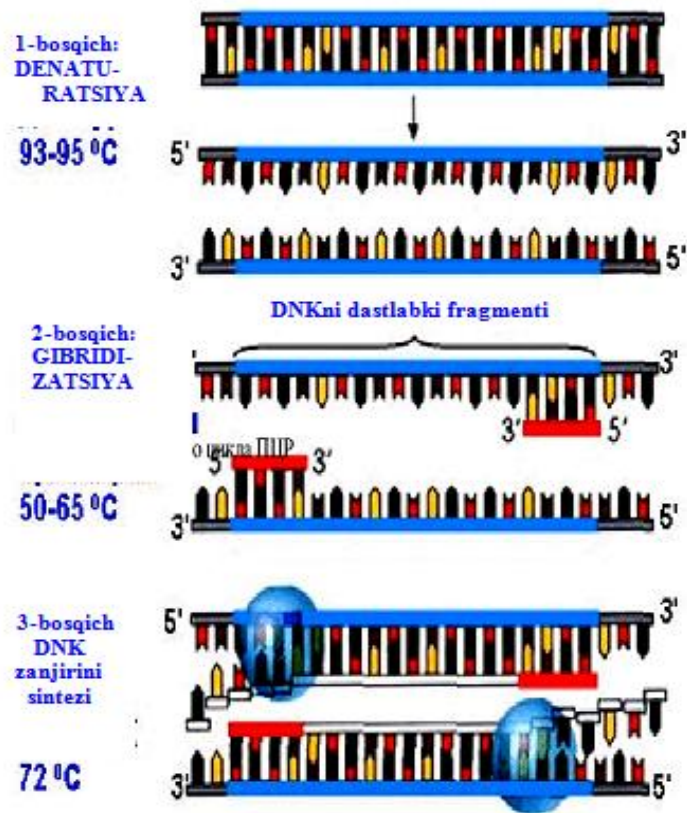 1-bosqich:
DENATU-
RATSIYA
93-95 ⁰C
5'
3'
3'
5'
DNKni dastlabki fragmenti
2-bosqich:
GIBRIDI-
ZATSIYA
3'
3'
5'
о цикла ПЦР
5'
3'
50-65 ⁰C
3'
5'
3-bosqich
DNK
zanjirini
sintezi
5'
3'
72 ⁰C
3'
5'